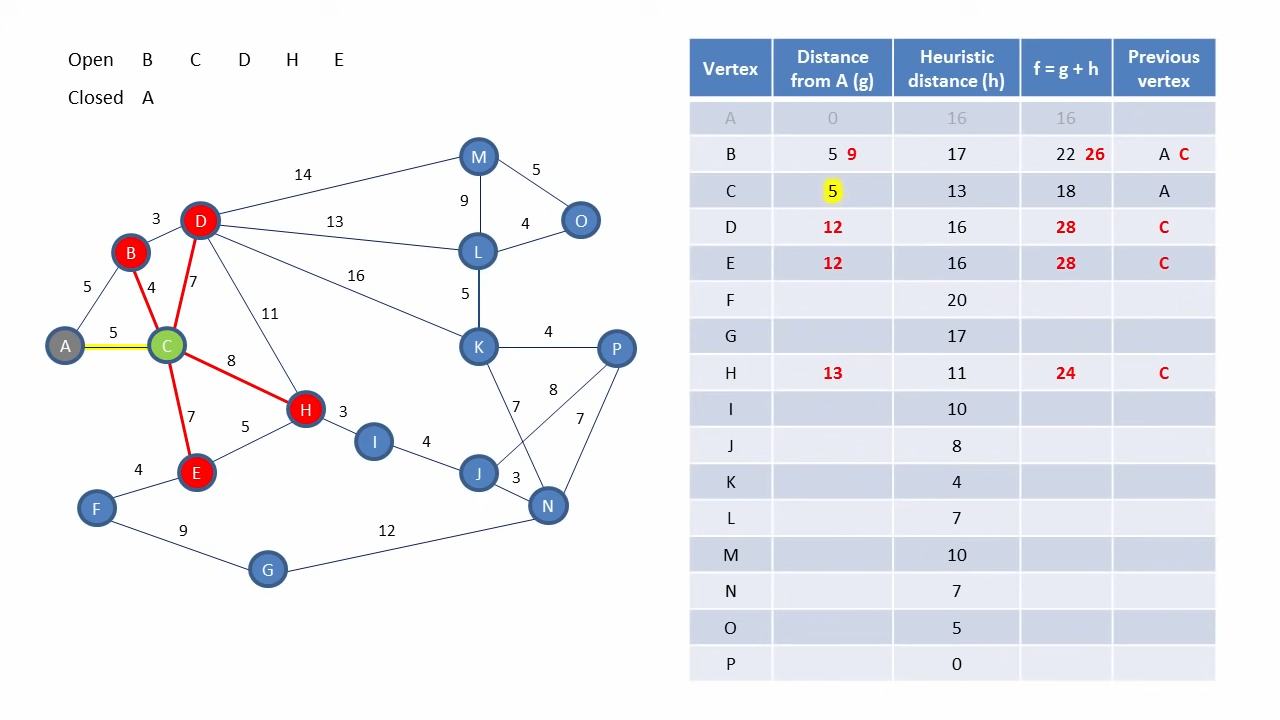 Open B C D H E
Closed A
M
14
5
3
D
9
O
13
4
B
L
16
5
4
7
5
11
A
5
C
K
4
P
8
8
7
7
H
3
7
5
I
4
4
E
J
3
F
N
9
12
G
Vertex Distance from A (g) Heuristic distance (h) f = g + h Previous vertex
A 0 16 16
B 5 9 17 22 26 A C
C 5 13 18 A
D 12 16 28 C
E 12 16 28 C
F 20
G 17
H 13 11 24 C
I 10
J 8
K 4
L 7
M 10
N 7
O 5
P 0